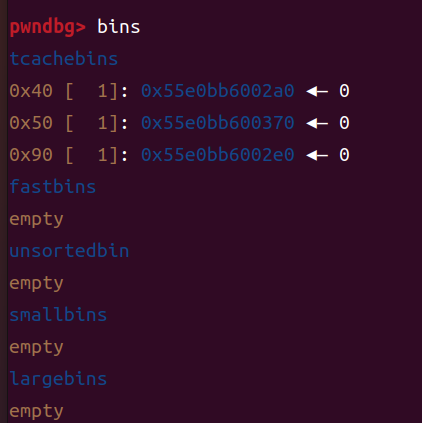 pwndbg> bins
tcachebins
0x40 [  1]: 0x55e0bb6002a0 ◂— 0
0x50 [  1]: 0x55e0bb600370 ◂— 0
0x90 [  1]: 0x55e0bb6002e0 ◂— 0
fastbins
empty
unsortedbin
empty
smallbins
empty
largebins
empty